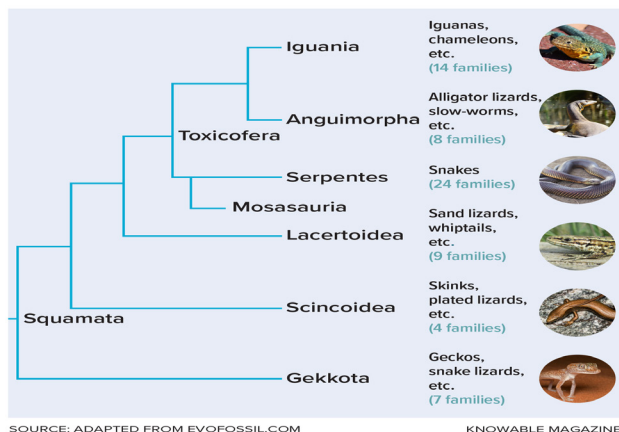 Iguania
Iguanas,
chameleons,
etc.
(14 families)
Anguimorpha
Alligator lizards,
slow-worms,
etc.
(8 families)
Toxicofera
Serpentes
Snakes
(24 families)
Mosasauria
Lacertoidea
Sand lizards,
whiptails,
etc.
(9 families)
Scincoidea
Skinks,
plated lizards,
etc.
(4 families)
Squamata
Gekkota
Geckos,
snake lizards,
etc.
(7 families)
SOURCE: ADAPTED FROM EVOFOSSIL.COM
KNOWABLE MAGAZINE